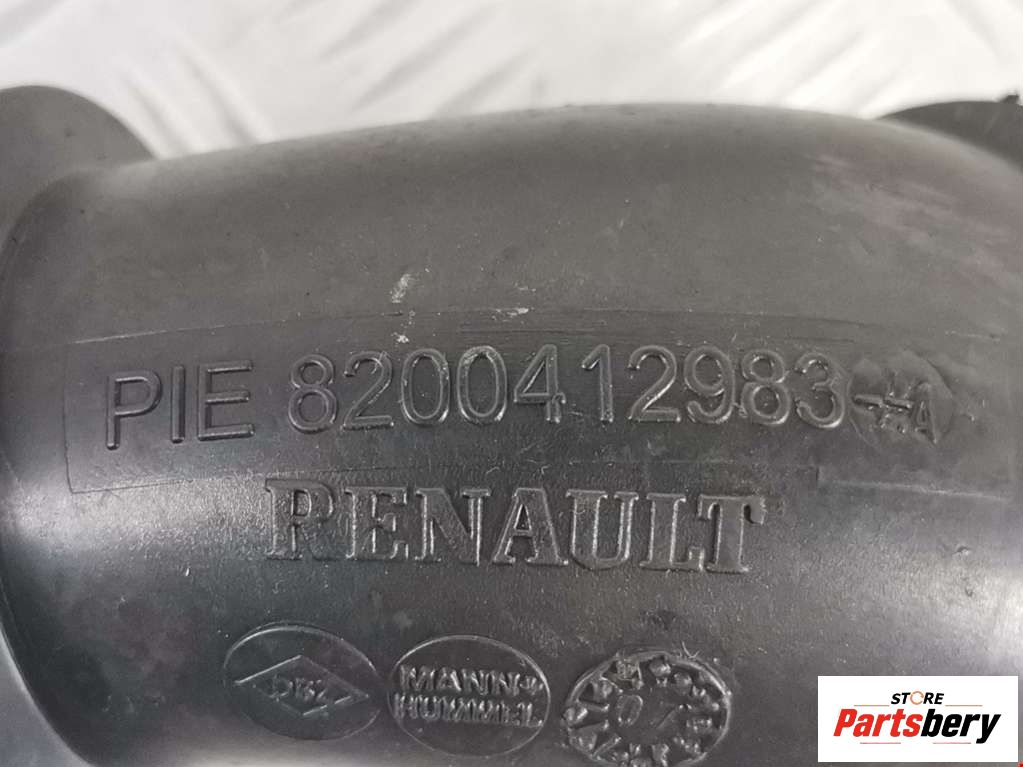 PIE 8200412983 A
RENAULT
MANN+
HUMMEL
STORE
Partsbery